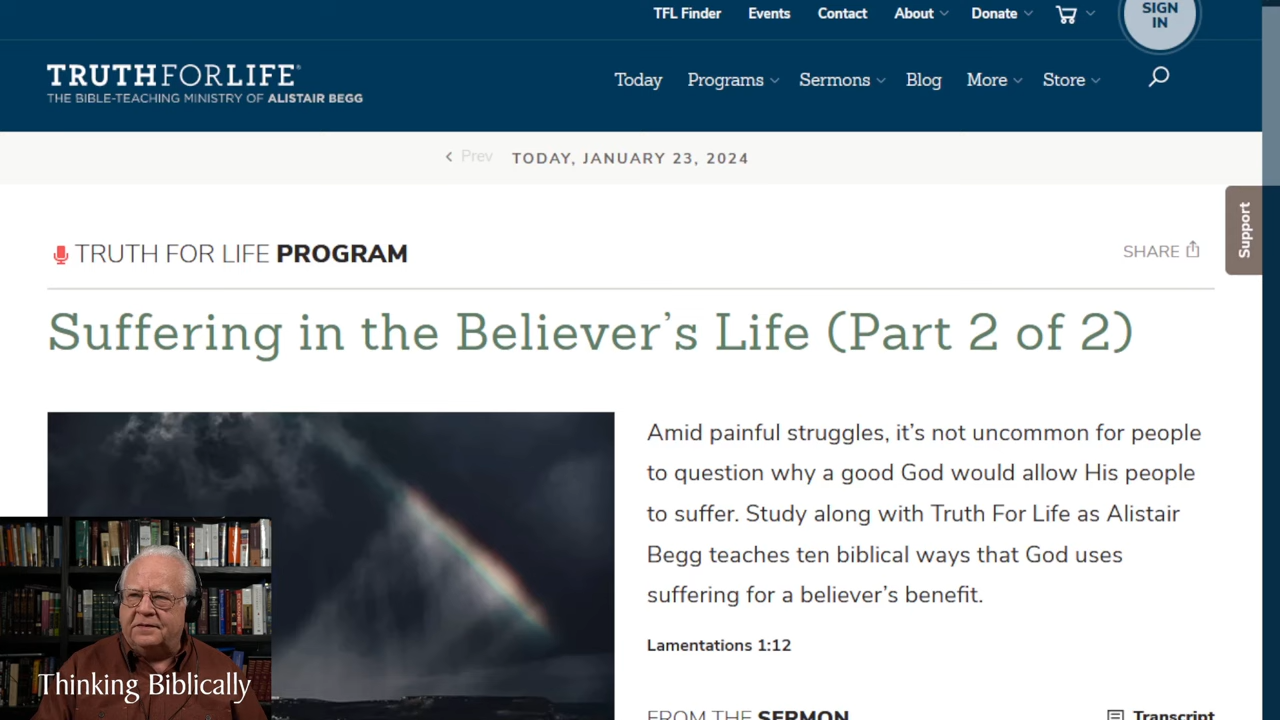 TFL Finder Events Contact About Donate SIGN IN
TRUTHFORLIFE®
THE BIBLE-TEACHING MINISTRY OF ALISTAIR BEGG
Today Programs Sermons Blog More Store
Prev TODAY, JANUARY 23, 2024
Support
TRUTH FOR LIFE PROGRAM
SHARE
Suffering in the Believer's Life (Part 2 of 2)
Amid painful struggles, it's not uncommon for people
to question why a good God would allow His people
to suffer. Study along with Truth For Life as Alistair
Begg teaches ten biblical ways that God uses
suffering for a believer's benefit.
Lamentations 1:12
FROM THE SERMON Transcript
Thinking Biblically